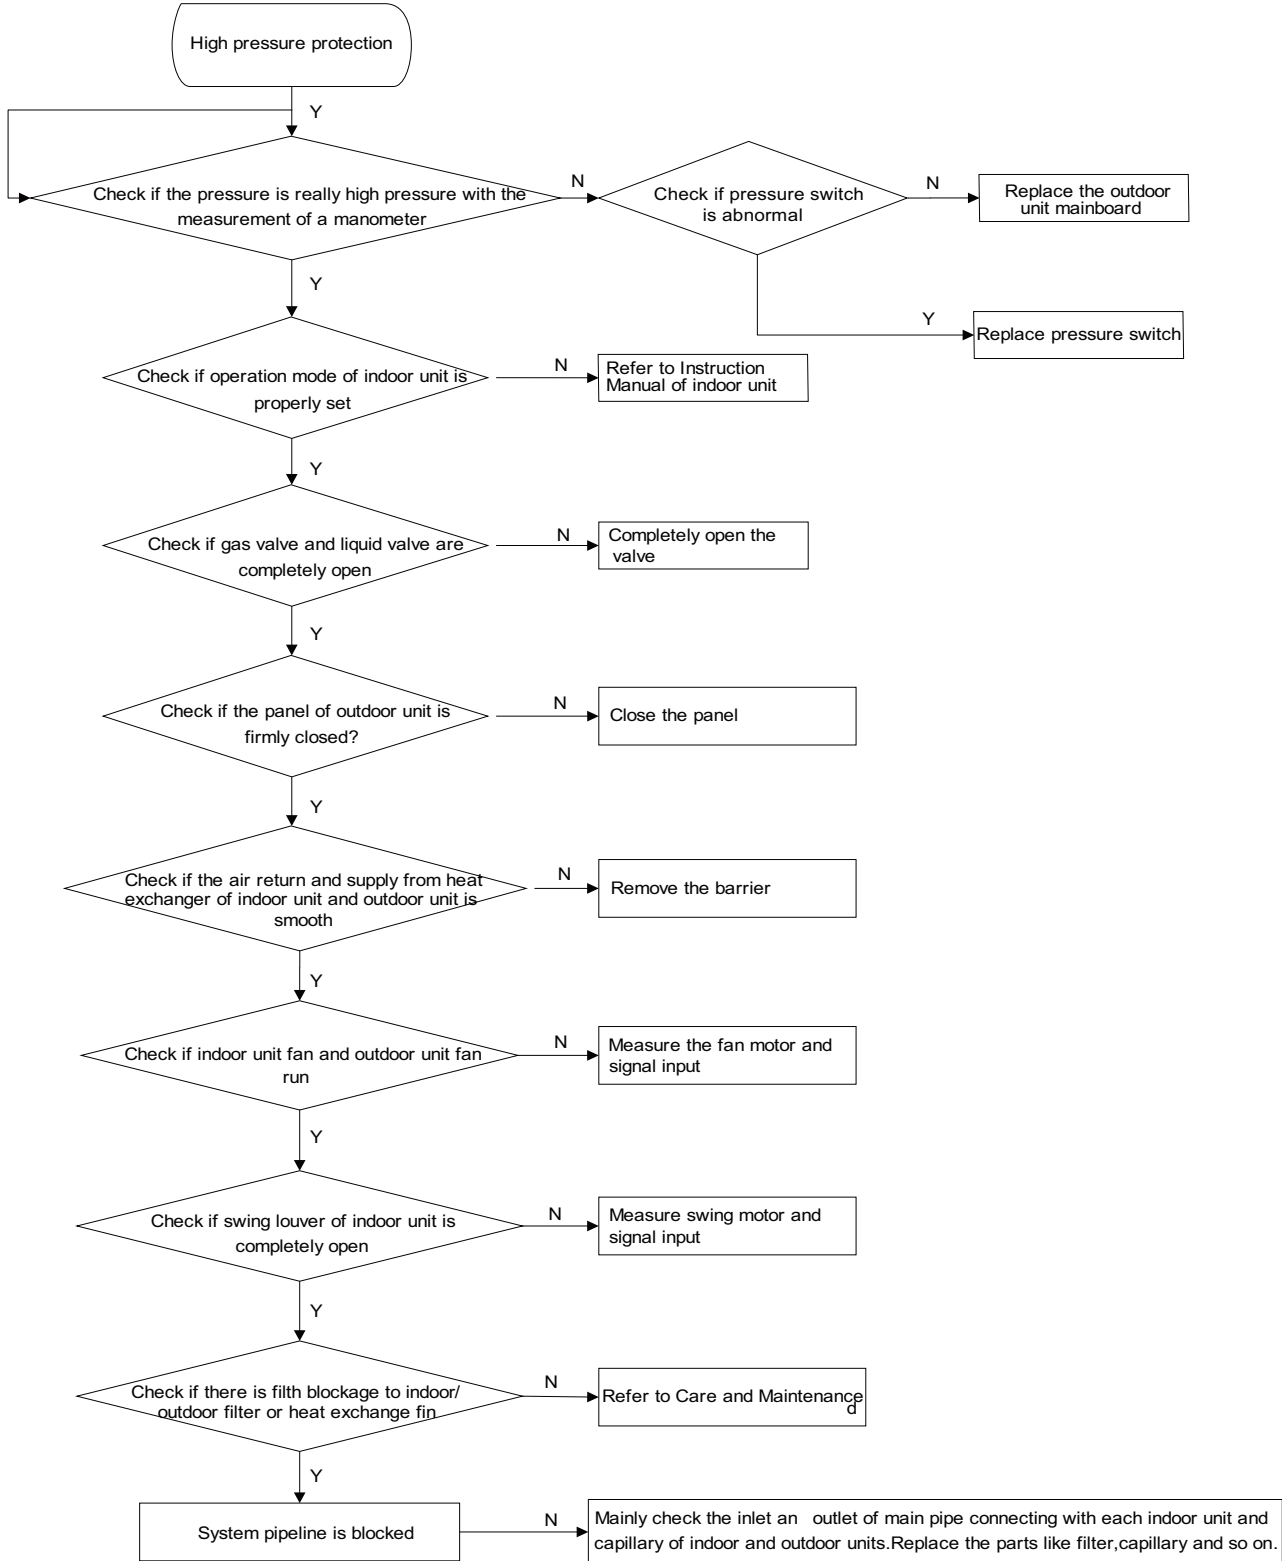 High pressure protection
Y
Check if the pressure is really high pressure with the
measurement of a manometer
N
Check if pressure switch
is abnormal
N
Replace the outdoor
unit mainboard
Y
Replace pressure switch
Y
Check if operation mode of indoor unit is
properly set
N
Refer to Instruction
Manual of indoor unit
Y
Check if gas valve and liquid valve are
completely open
N
Completely open the
valve
Y
Check if the panel of outdoor unit is
firmly closed?
N
Close the panel
Y
Check if the air return and supply from heat
exchanger of indoor unit and outdoor unit is
smooth
N
Remove the barrier
Y
Check if indoor unit fan and outdoor unit fan
run
N
Measure the fan motor and
signal input
Y
Check if swing louver of indoor unit is
completely open
N
Measure swing motor and
signal input
Y
Check if there is filth blockage to indoor/
outdoor filter or heat exchange fin
N
Refer to Care and Maintenance
d
Y
System pipeline is blocked
N
Mainly check the inlet an outlet of main pipe connecting with each indoor unit and
capillary of indoor and outdoor units.Replace the parts like filter,capillary and so on.